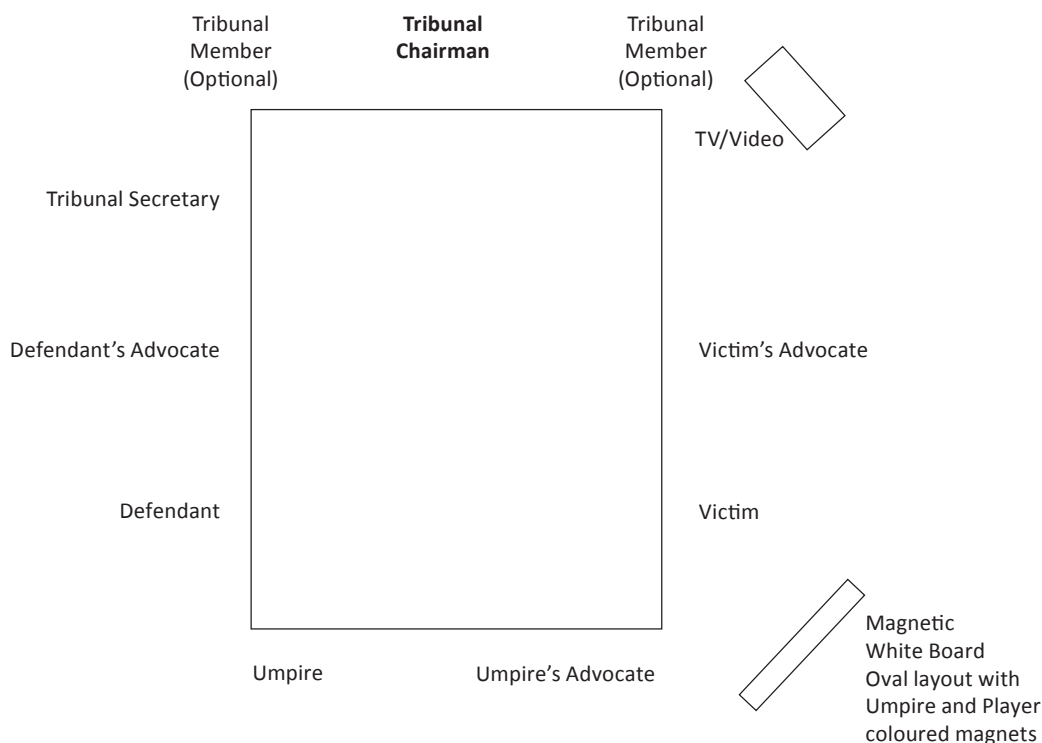 Tribunal
Member
(Optional)
Tribunal
Chairman
Tribunal
Member
(Optional)
TV/Video
Tribunal Secretary
Defendant’s Advocate
Victim’s Advocate
Defendant
Victim
Umpire
Umpire’s Advocate
Magnetic
White Board
Oval layout with
Umpire and Player
coloured magnets